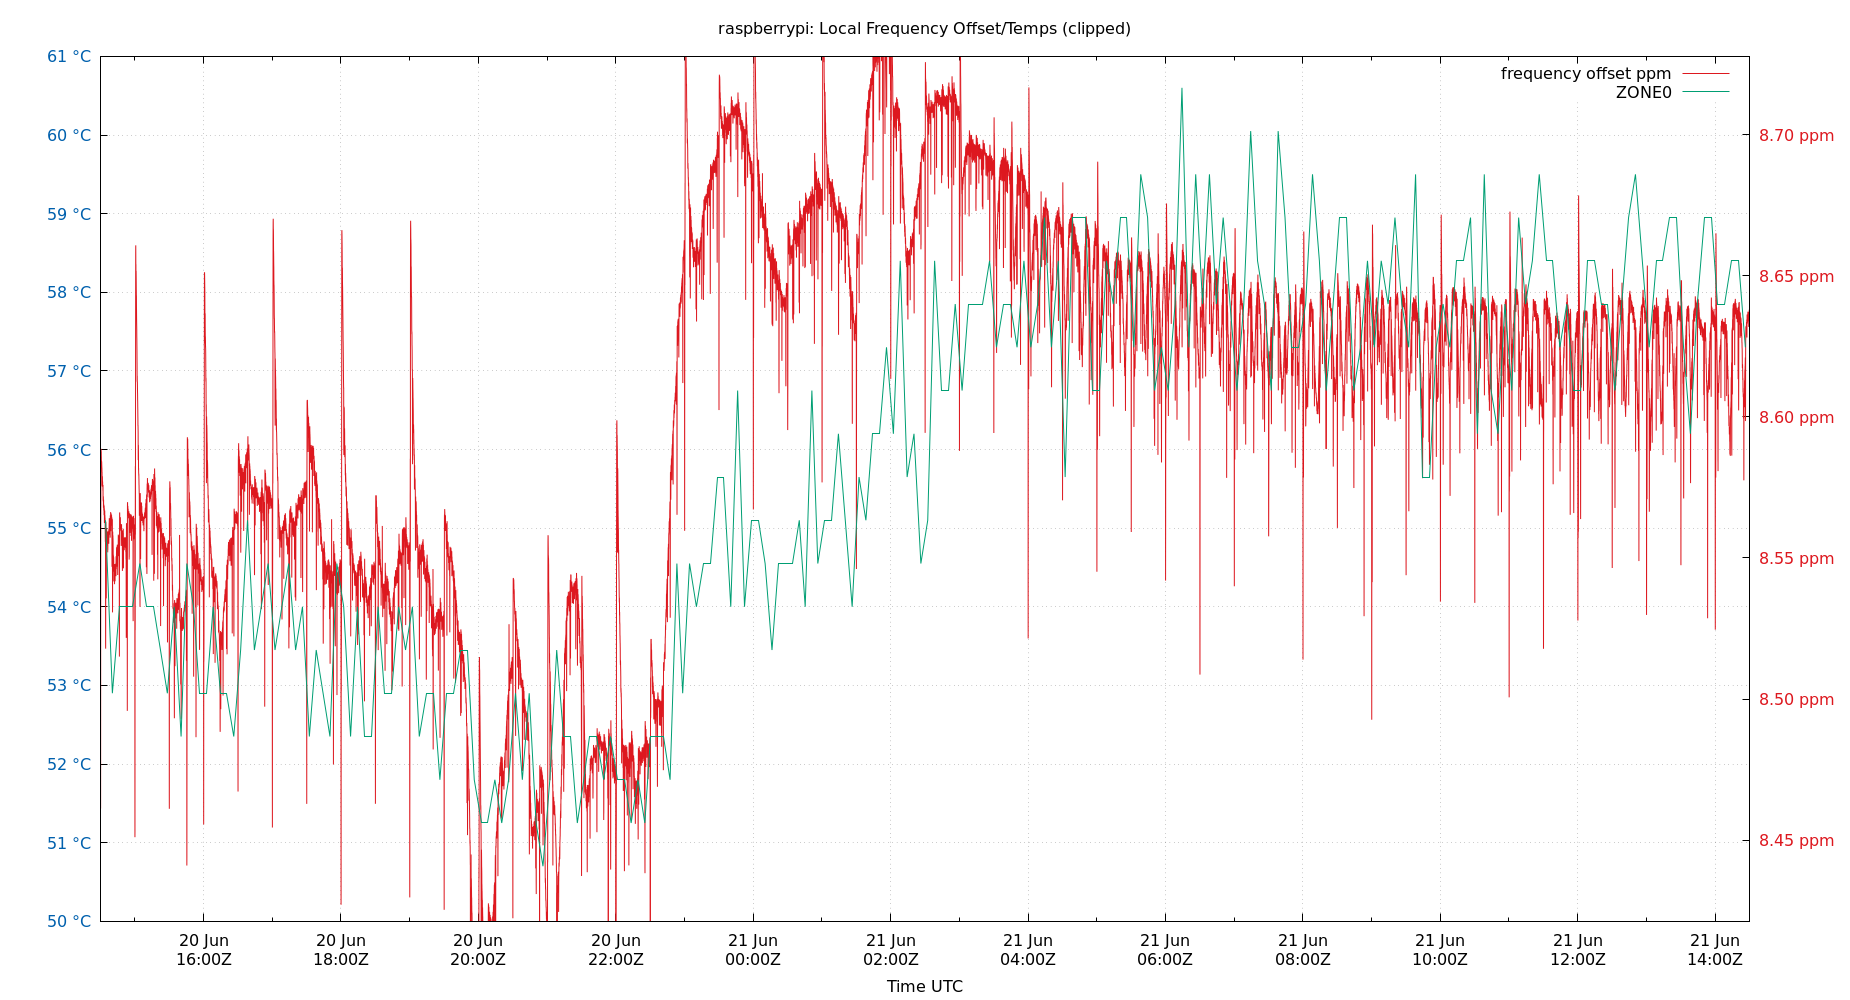 raspberrypi: Local Frequency Offset/Temps (clipped)
61 °C
60 °C
59 °C
58 °C
57 °C
56 °C
55 °C
54 °C
53 °C
52 °C
51 °C
50 °C
frequency offset ppm
ZONE0
8.70 ppm
8.65 ppm
8.60 ppm
8.55 ppm
8.50 ppm
8.45 ppm
20 Jun 20 Jun 20 Jun 20 Jun 21 Jun 21 Jun 21 Jun 21 Jun 21 Jun 21 Jun 21 Jun 21 Jun
16:00Z 18:00Z 20:00Z 22:00Z 00:00Z 02:00Z 04:00Z 06:00Z 08:00Z 10:00Z 12:00Z 14:00Z
Time UTC